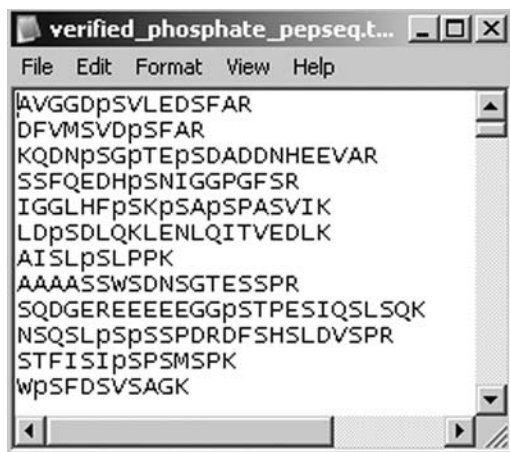 verified_phosphate_pepseq.t...
File Edit Format View Help
AVGGDpSVLEDSFAR
DFVMSVDpSFAR
KQDNpSGpTEpSDADDNHEEVAR
SSFQEDHpSNIGGPGFSR
IGGLHFpSKpSApSPASVIK
LDpSDLQKLENLQITVEDLK
AISLpSLPPK
AAAASSWSDNSGTESSPR
SQDGEREEEEEGGpSTPESIQSLSQK
NSQSLpSpSSPDRDFSHSLDVSPR
STFISIpSPSMSPK
WpSFDSVSAGK